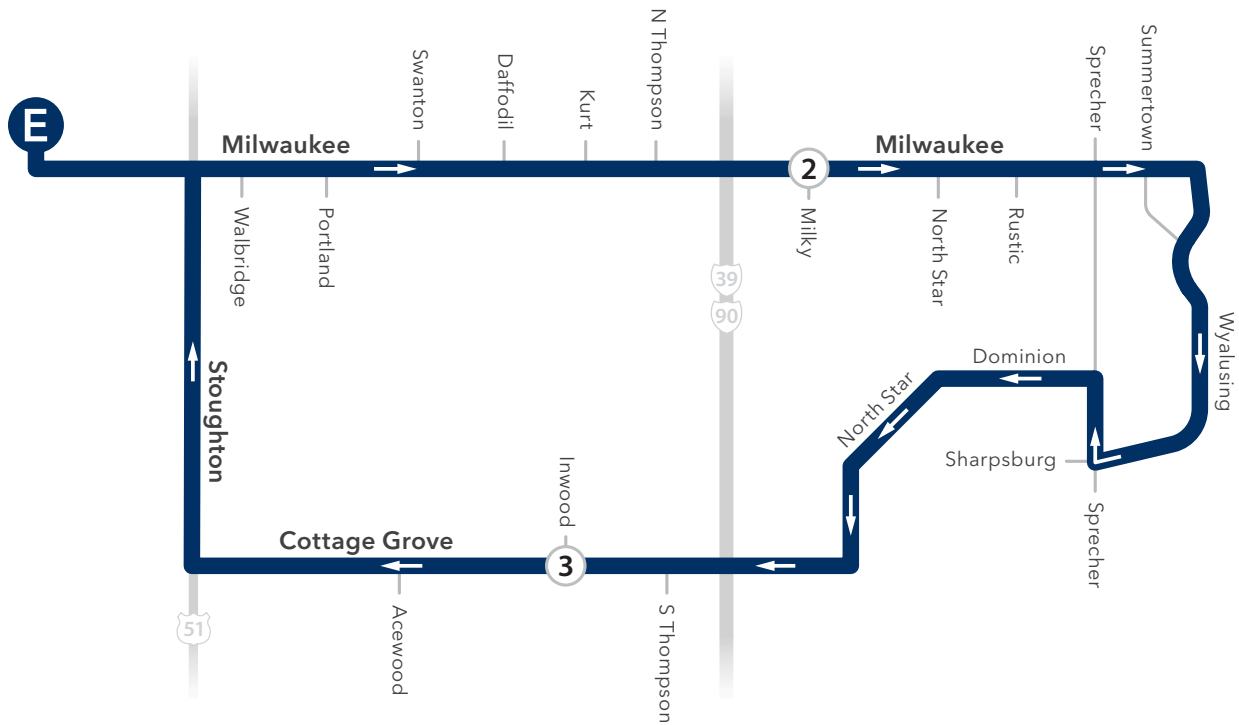 E
Milwaukee
Swanton
Daffodil
Kurt
N Thompson
2
Milwaukee
Sprecher
Summertown
Walbridge
Portland
Milky
North Star
Rustic
39
90
Wyalusing
Stoughton
Dominion
North Star
Sharpsburg
Sprecher
Cottage Grove
Inwood
3
51
Acewood
S Thompson